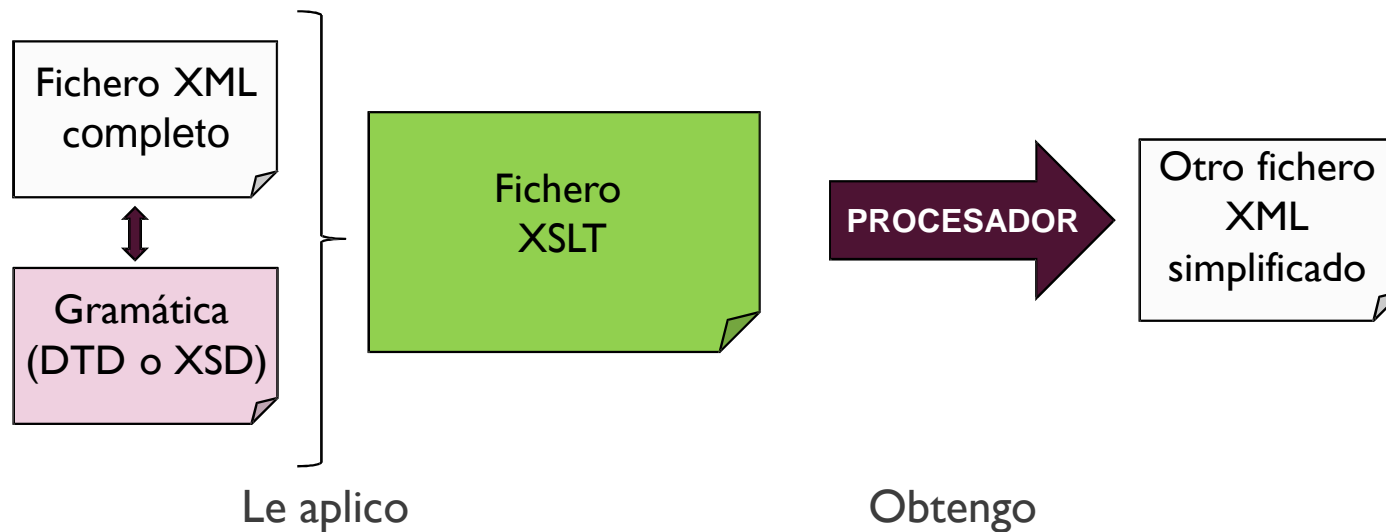 Fichero XML
completo
Gramática
(DTD o XSD)
Fichero
XSLT
PROCESADOR
Otro fichero
XML
simplificado
Le aplico
Obtengo